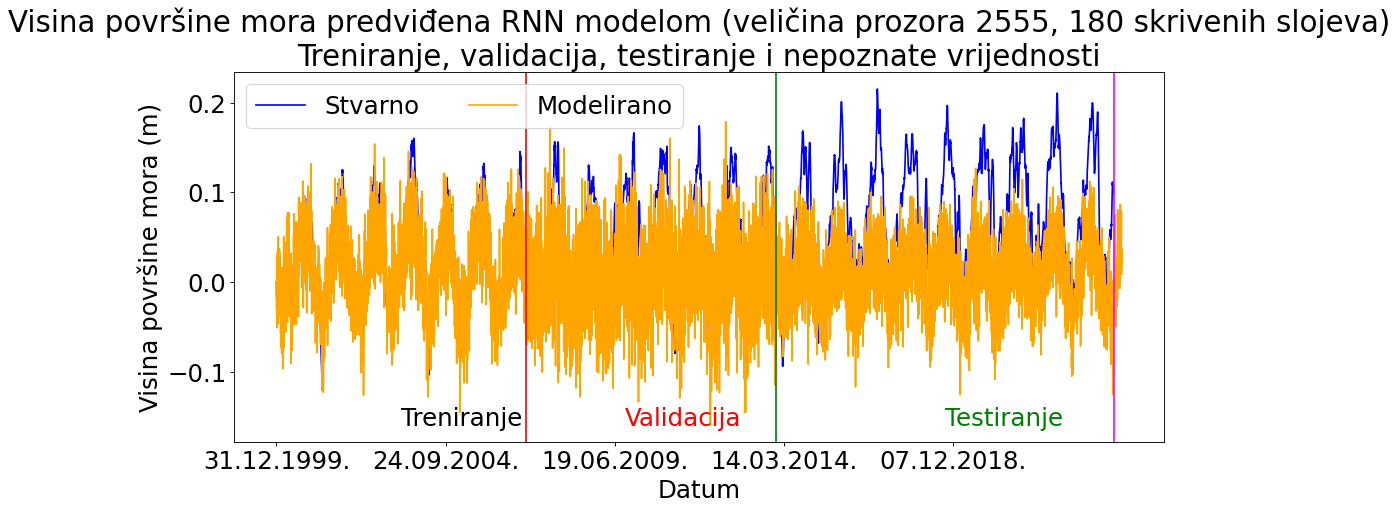 Visina površine mora predviđena RNN modelom (veličina prozora 2555, 180 skrivenih slojeva)
Treniranje, validacija, testiranje i nepoznate vrijednosti
Stvarno Modelirano
Visina površine mora (m)
0.2
0.1
0.0
−0.1
Treniranje Validacija Testiranje
31.12.1999. 24.09.2004. 19.06.2009. 14.03.2014. 07.12.2018.
Datum